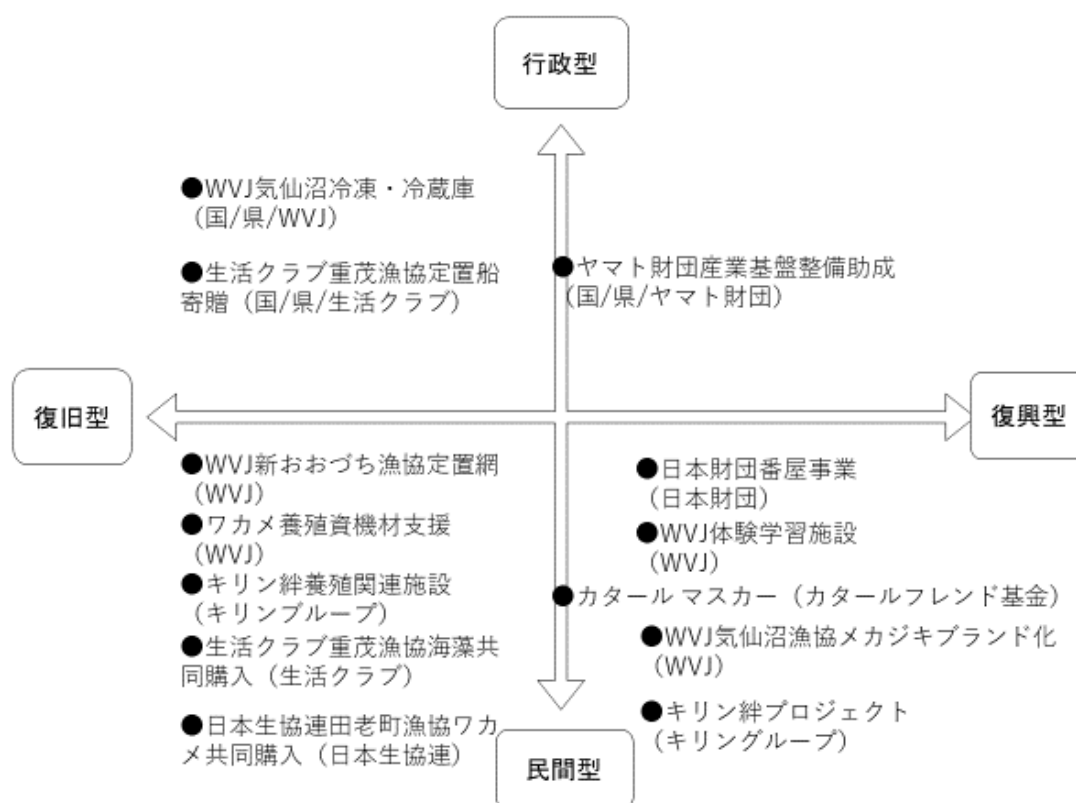 行政型
●WVJ気仙沼冷凍・冷蔵庫
（国/県/WVJ）
●生活クラブ重茂漁協定置船
寄贈（国/県/生活クラブ）
●ヤマト財団産業基盤整備助成
（国/県/ヤマト財団）
復旧型
復興型
●WVJ新おおづち漁協定置網
（WVJ）
●ワカメ養殖資機材支援
（WVJ）
●キリン絆養殖関連施設
（キリンブループ）
●生活クラブ重茂漁協海藻共
同購入（生活クラブ）
●日本生協連田老町漁協ワカ
メ共同購入（日本生協連）
●日本財団番屋事業
（日本財団）
●WVJ体験学習施設
（WVJ）
●カタール マスカー（カタールフレンド基金）
●WVJ気仙沼漁協メカジキブランド化
（WVJ）
●キリン絆プロジェクト
（キリングループ）
民間型